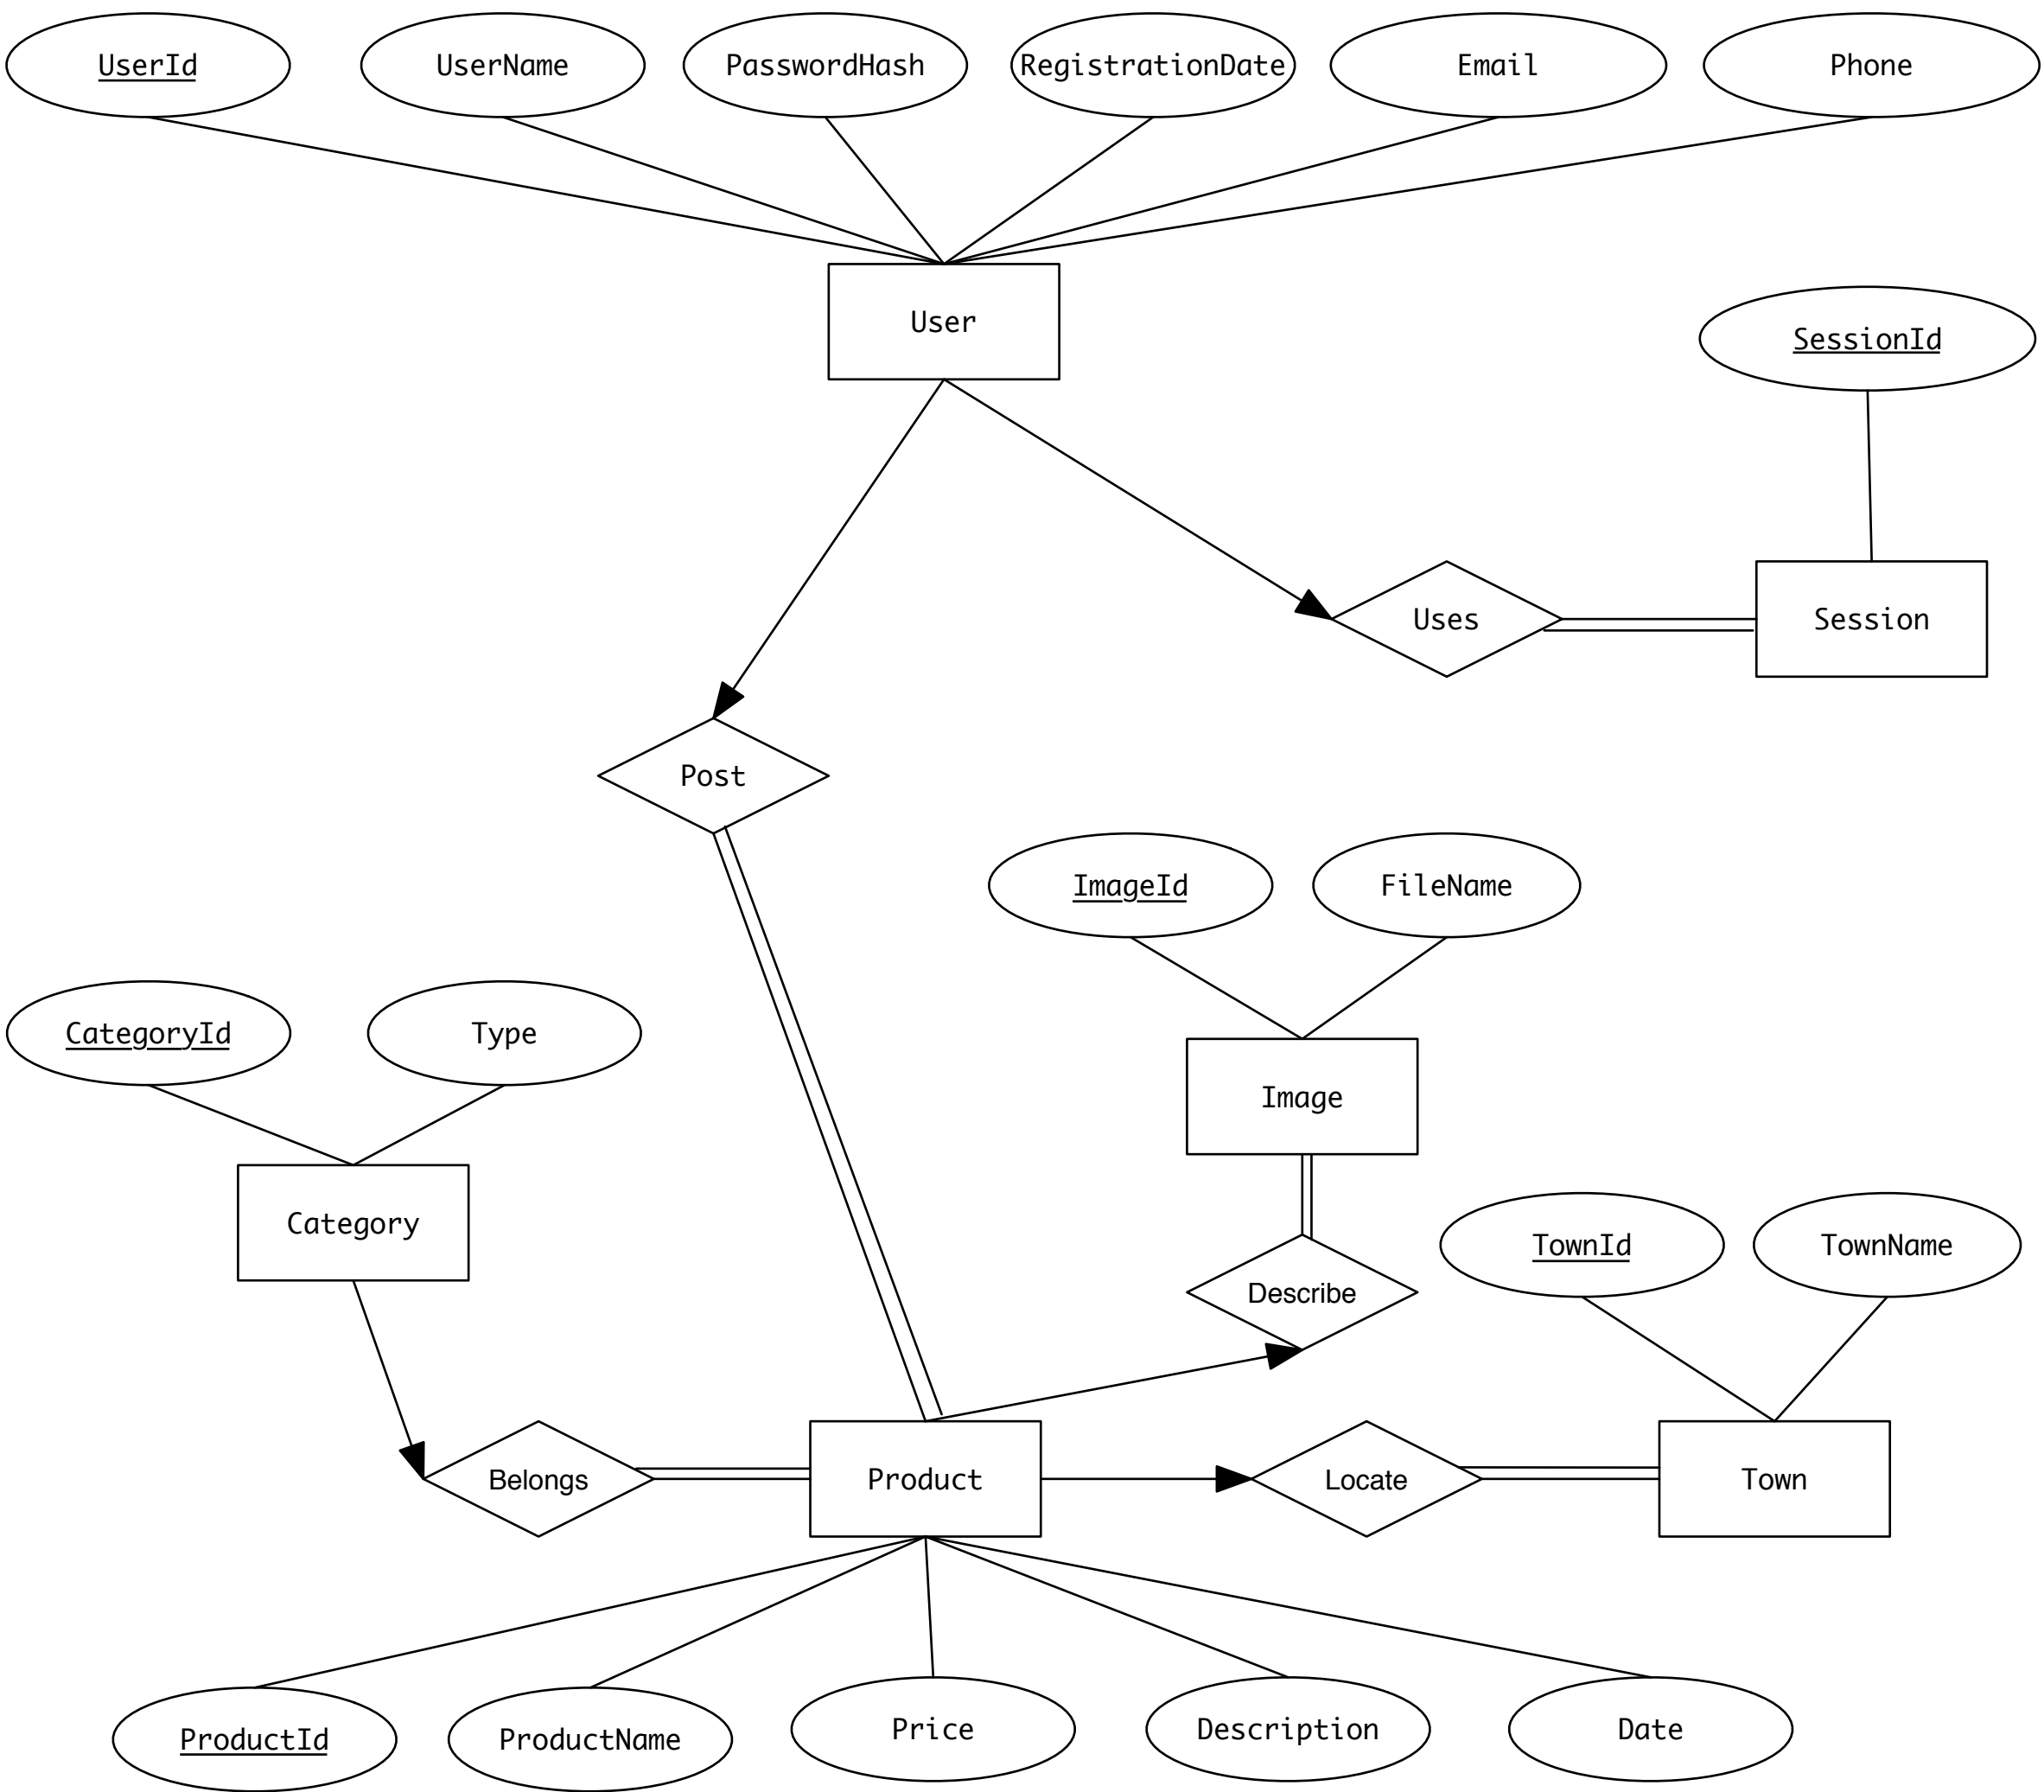 UserId
UserName
PasswordHash
RegistrationDate
Email
Phone
User
SessionId
Uses
Session
Post
ImageId
FileName
CategoryId
Type
Image
Category
TownId
TownName
Describe
Belongs
Product
Locate
Town
ProductId
ProductName
Price
Description
Date